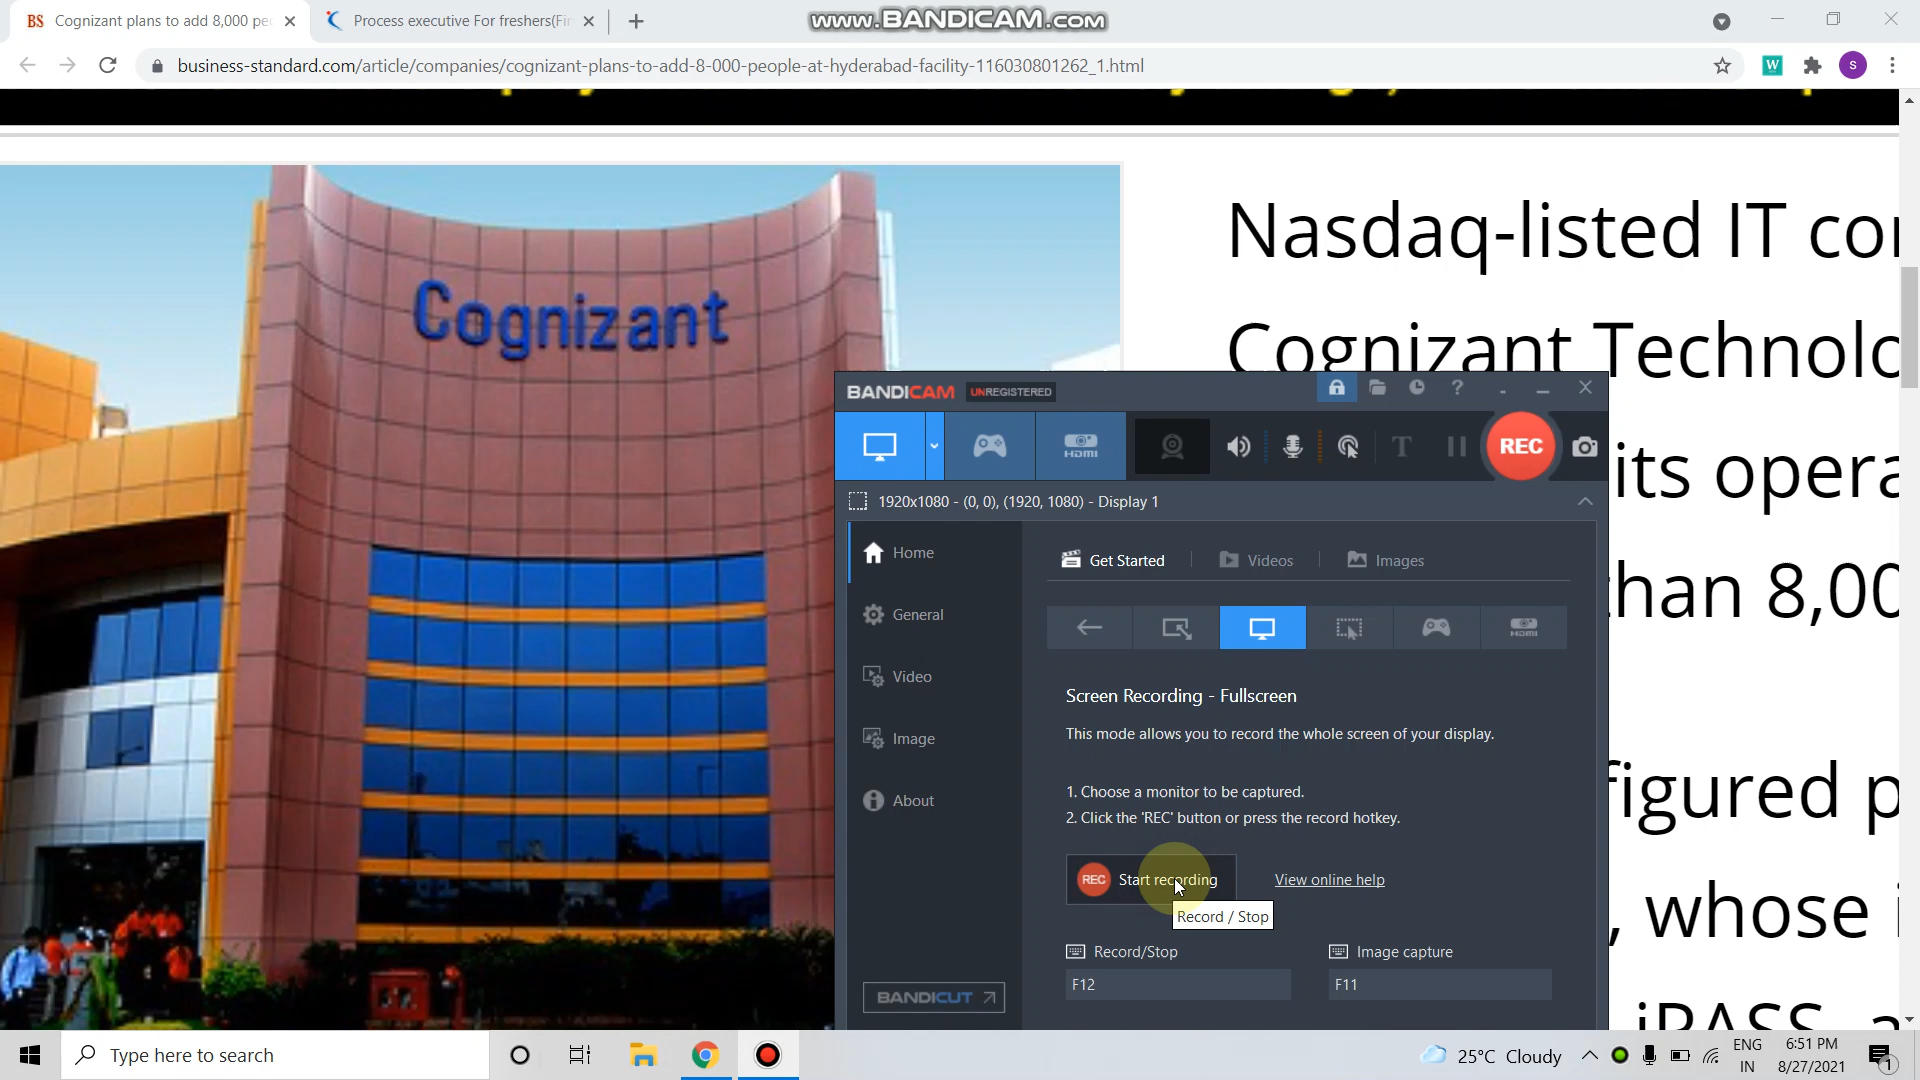 BS Cognizant plans to add 8,000 pe
Process executive For freshers(Fi
www.BANDICAM.com
business-standard.com/article/companies/cognizant-plans-to-add-8-000-people-at-hyderabad-facility-116030801262_1.html
W
s
Cognizant
Nasdaq-listed IT co
Cognizant Technolo
its opera
han 8,00
figured p
, whose i
iPASS, a
BANDICAM UNREGISTERED
HDMI
T
REC
1920x1080 - (0, 0), (1920, 1080) - Display 1
Home
General
Video
Image
About
BANDICUT
Get Started
Videos
Images
HDMI
Screen Recording - Fullscreen
This mode allows you to record the whole screen of your display.
1. Choose a monitor to be captured.
2. Click the 'REC' button or press the record hotkey.
REC Start recording
View online help
Record / Stop
Record/Stop
Image capture
F12
F11
Type here to search
25°C Cloudy
ENG
IN
6:51 PM
8/27/2021
1